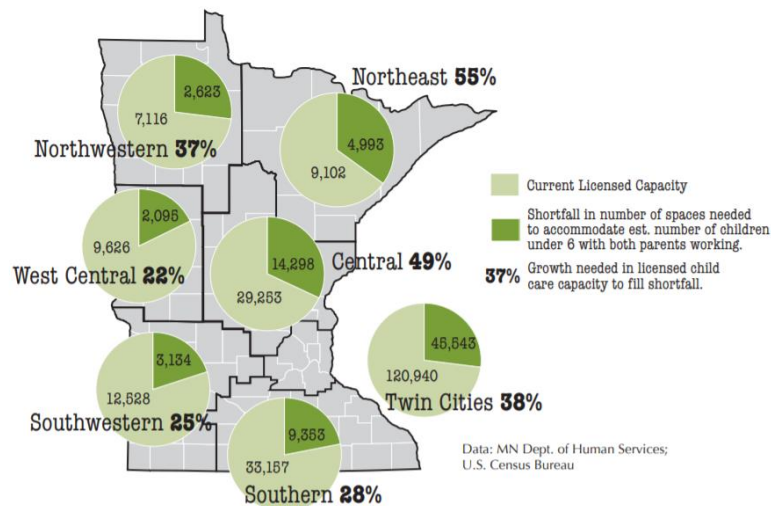 Northeast 55%
2,623
7,116
4,993
Northwestern 37%
9,102
Current Licensed Capacity
Shortfall in number of spaces needed
to accommodate est. number of children
under 6 with both parents working.
37% Growth needed in licensed child
care capacity to fill shortfall.
2,095
9,626
West Central 22%
14,298
Central 49%
29,253
45,543
120,940
Twin Cities 38%
3,134
12,528
Southwestern 25%
9,353
33,157
Southern 28%
Data: MN Dept. of Human Services;
U.S. Census Bureau